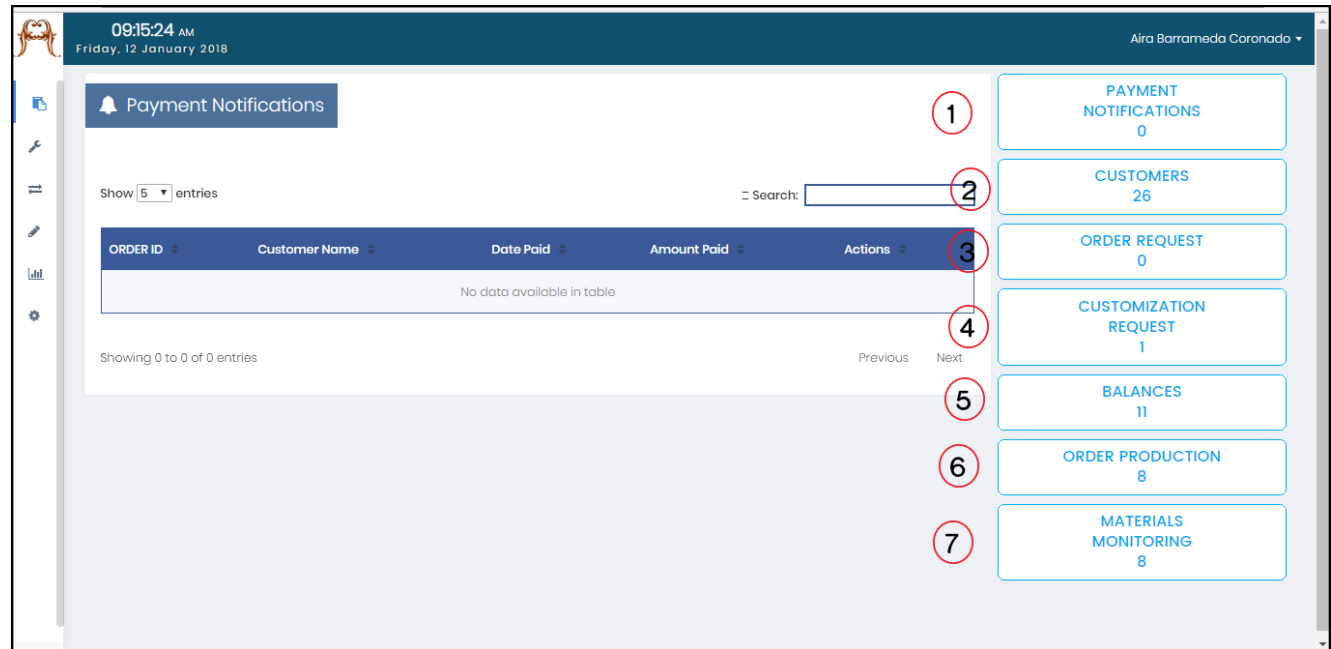 09:15:24 AM
Friday, 12 January 2018
Aira Barrameda Coronado
Payment Notifications
Show 5 entries
Search:
ORDER ID Customer Name Date Paid Amount Paid Actions
No data available in table
Showing 0 to 0 of 0 entries
Previous Next
1
PAYMENT
NOTIFICATIONS
0
2
CUSTOMERS
26
3
ORDER REQUEST
0
4
CUSTOMIZATION
REQUEST
1
5
BALANCES
11
6
ORDER PRODUCTION
8
7
MATERIALS
MONITORING
8